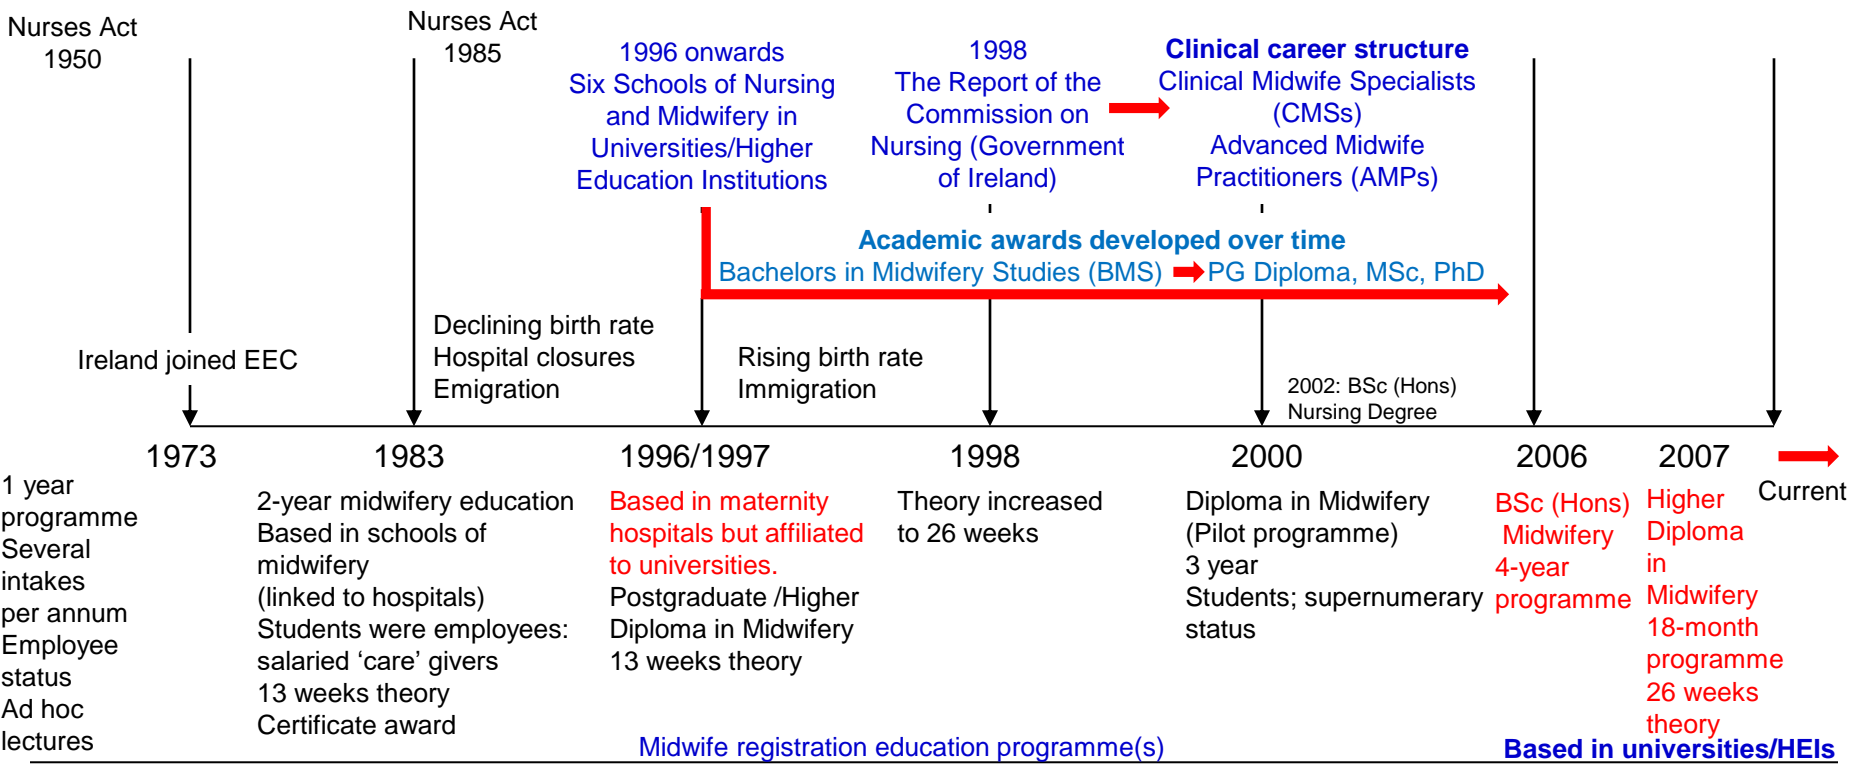 Nurses Act
1950
Nurses Act
1985
1996 onwards
Six Schools of Nursing
and Midwifery in
Universities/Higher
Education Institutions
1998
The Report of the
Commission on
Nursing (Government
of Ireland)
Clinical career structure
Clinical Midwife Specialists
(CMSs)
Advanced Midwife
Practitioners (AMPs)
Academic awards developed over time
Bachelors in Midwifery Studies (BMS)
PG Diploma, MSc, PhD
Ireland joined EEC
Declining birth rate
Hospital closures
Emigration
Rising birth rate
Immigration
2002: BSc (Hons)
Nursing Degree
1973
1983
1996/1997
1998
2000
2006
2007
Current
1 year
programme
Several
intakes
per annum
Employee
status
Ad hoc
lectures
2-year midwifery education
Based in schools of
midwifery
(linked to hospitals)
Students were employees:
salaried ‘care’ givers
13 weeks theory
Certificate award
Based in maternity
hospitals but affiliated
to universities.
Postgraduate /Higher
Diploma in Midwifery
13 weeks theory
Theory increased
to 26 weeks
Diploma in Midwifery
(Pilot programme)
3 year
Students; supernumerary
status
BSc (Hons)
Midwifery
4-year
programme
Higher
Diploma
in
Midwifery
18-month
programme
26 weeks
theory
Midwife registration education programme(s)
Based in universities/HEIs